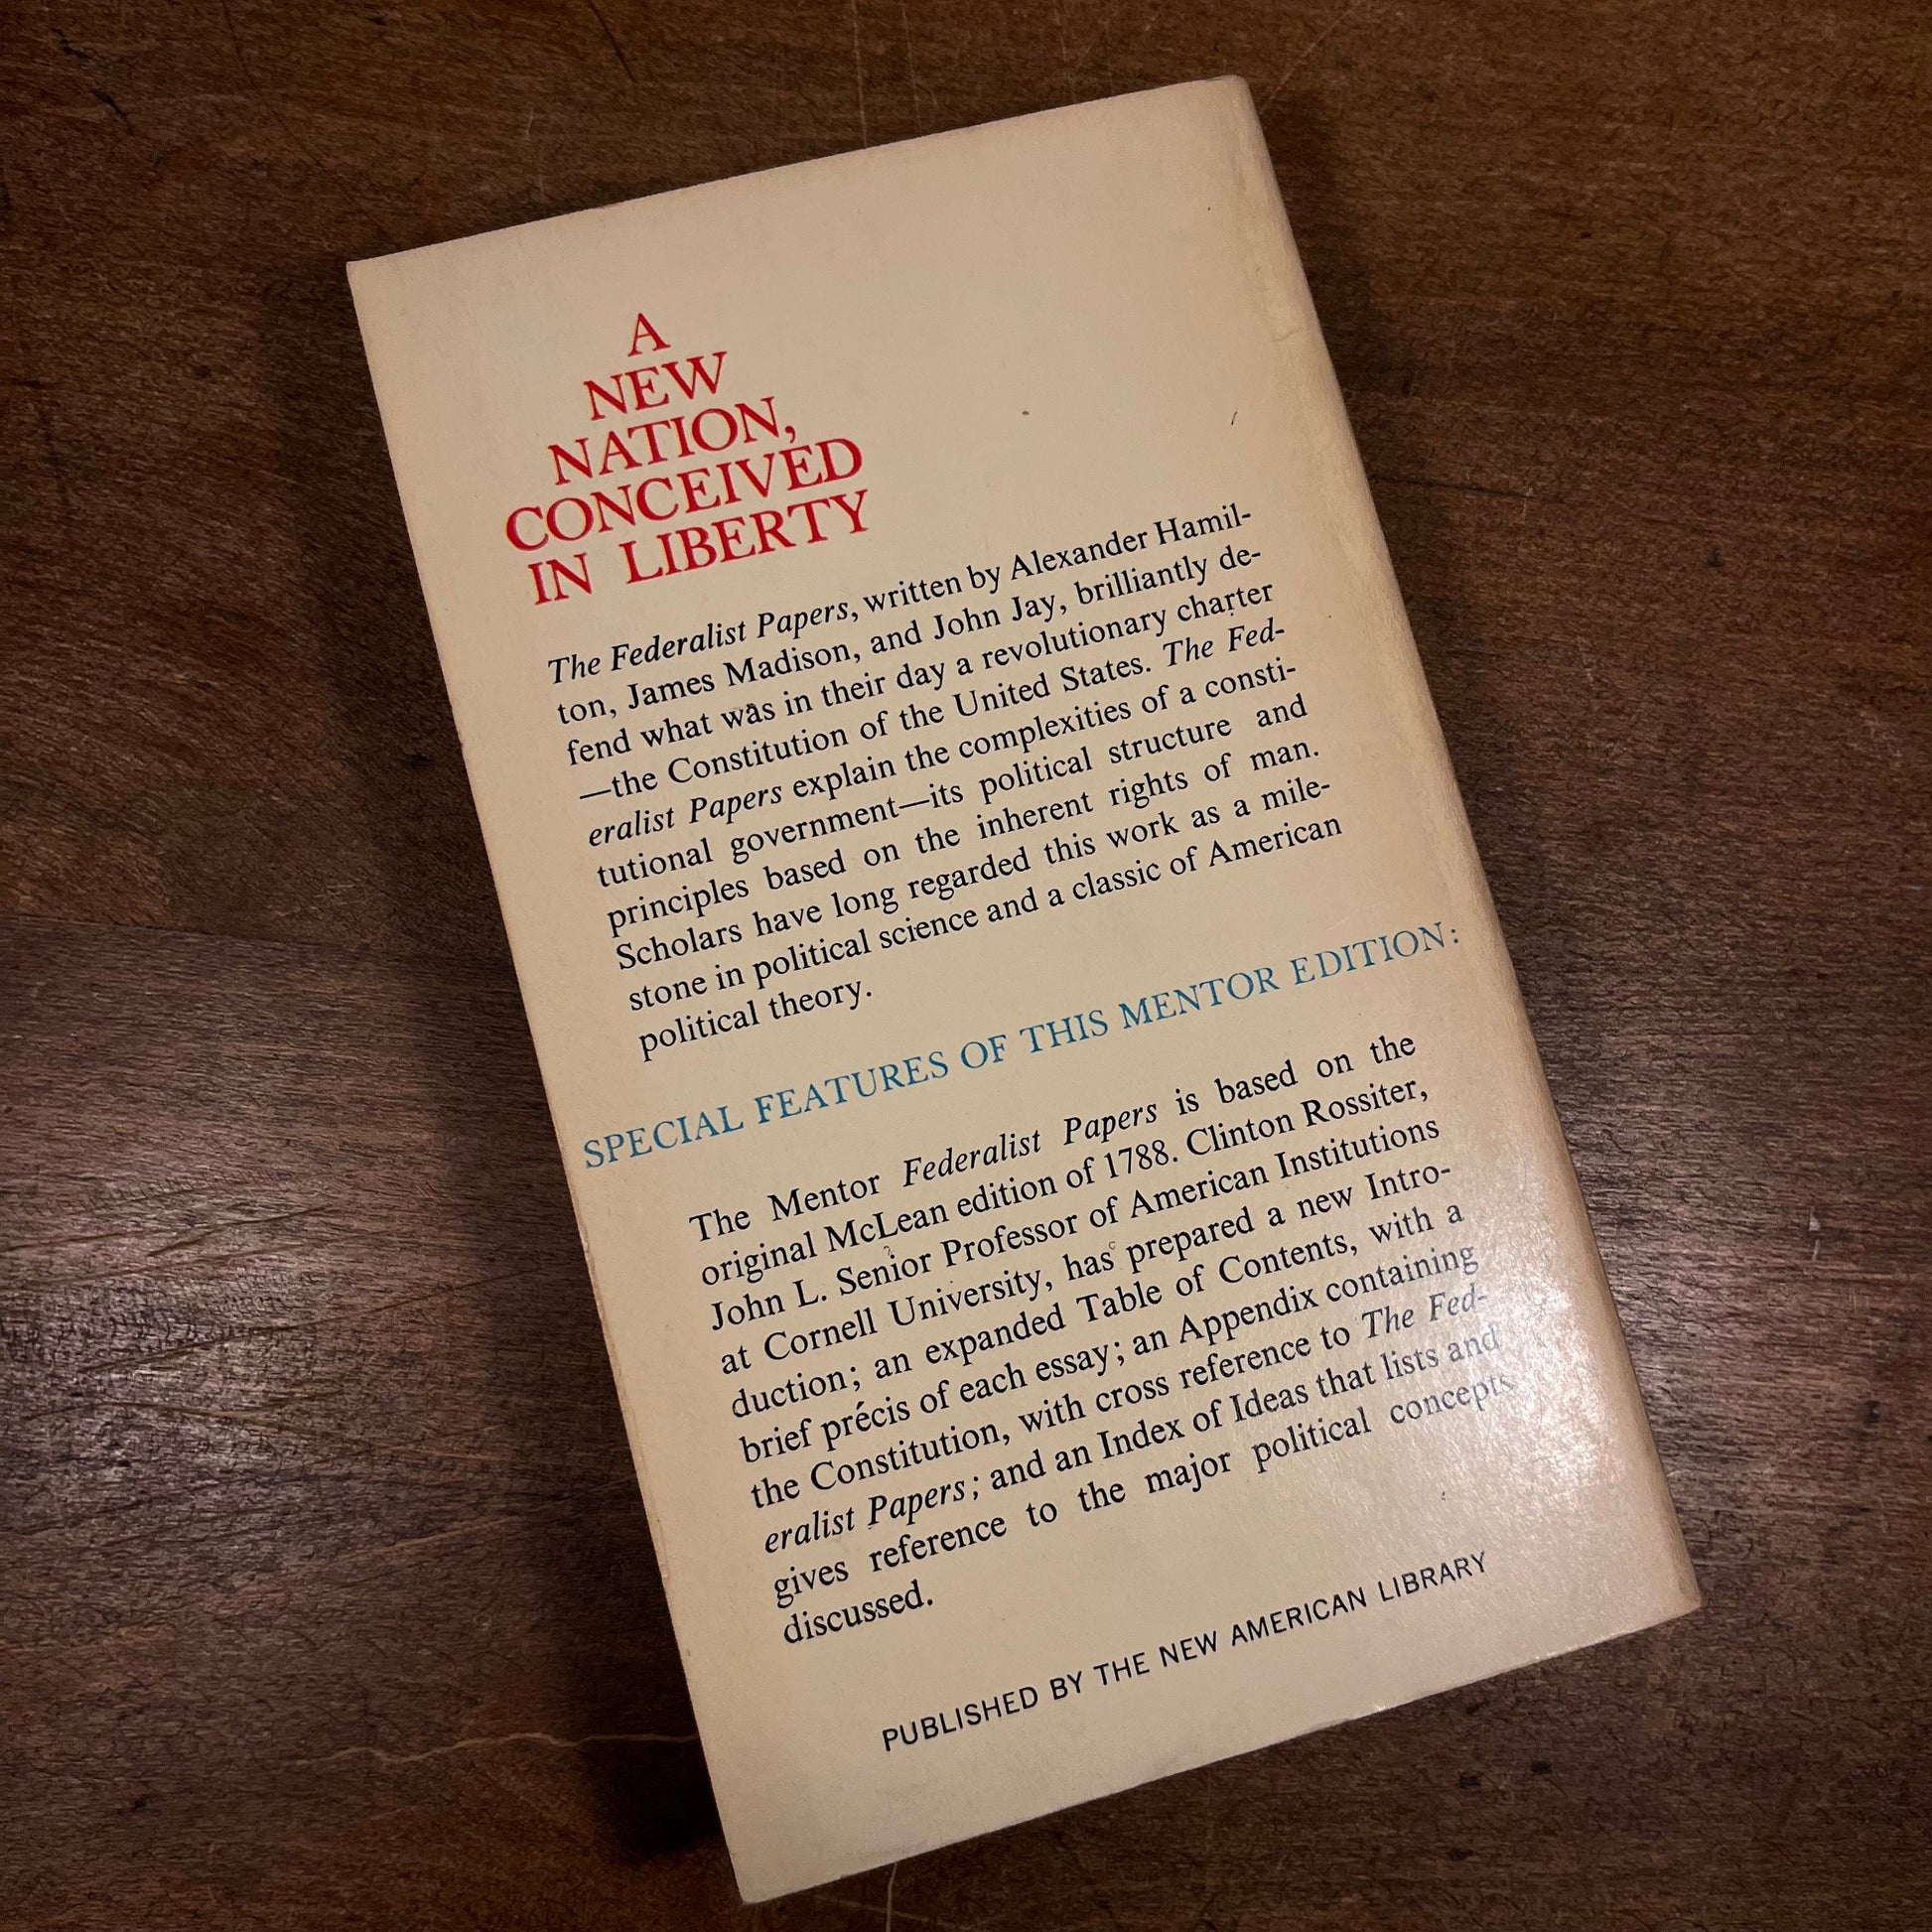 A
NEW
NATION,
CONCEIVED
IN LIBERTY
The Federalist Papers, written by Alexander Hamil-
ton, James Madison, and John Jay, brilliantly de-
fend what was in their day a revolutionary charter
—the Constitution of the United States. The Fed-
eralist Papers explain the complexities of a consti-
tutional government—its political structure and
principles based on the inherent rights of man.
Scholars have long regarded this work as a mile-
stone in political science and a classic of American
political theory.
SPECIAL FEATURES OF THIS MENTOR EDITION:
The Mentor Federalist Papers is based on the
original McLean edition of 1788. Clinton Rossiter,
John L. Senior Professor of American Institutions
at Cornell University, has prepared a new Intro-
duction; an expanded Table of Contents, with a
brief précis of each essay; an Appendix containing
the Constitution, with cross reference to The Fed-
eralist Papers; and an Index of Ideas that lists and
gives reference to the major political concepts
discussed.
PUBLISHED BY THE NEW AMERICAN LIBRARY